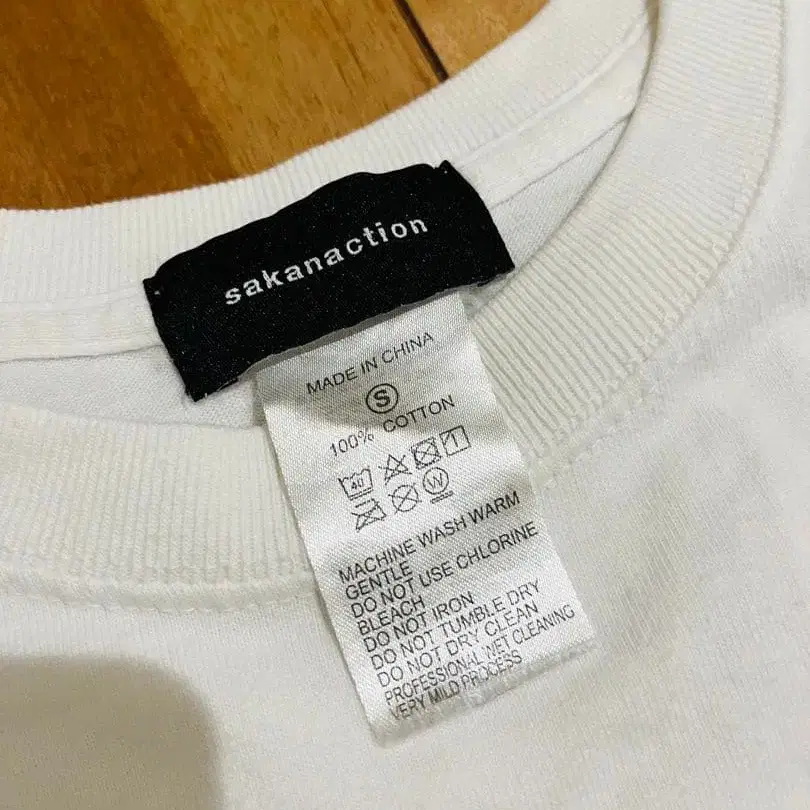 sakanaction
MADE IN CHINA
S
100% COTTON
40
W
MACHINE WASH WARM
GENTLE
DO NOT USE CHLORINE
BLEACH
DO NOT IRON
DO NOT TUMBLE DRY
DO NOT DRY CLEAN
PROFESSIONAL WET CLEANING
VERY MILD PROCESS